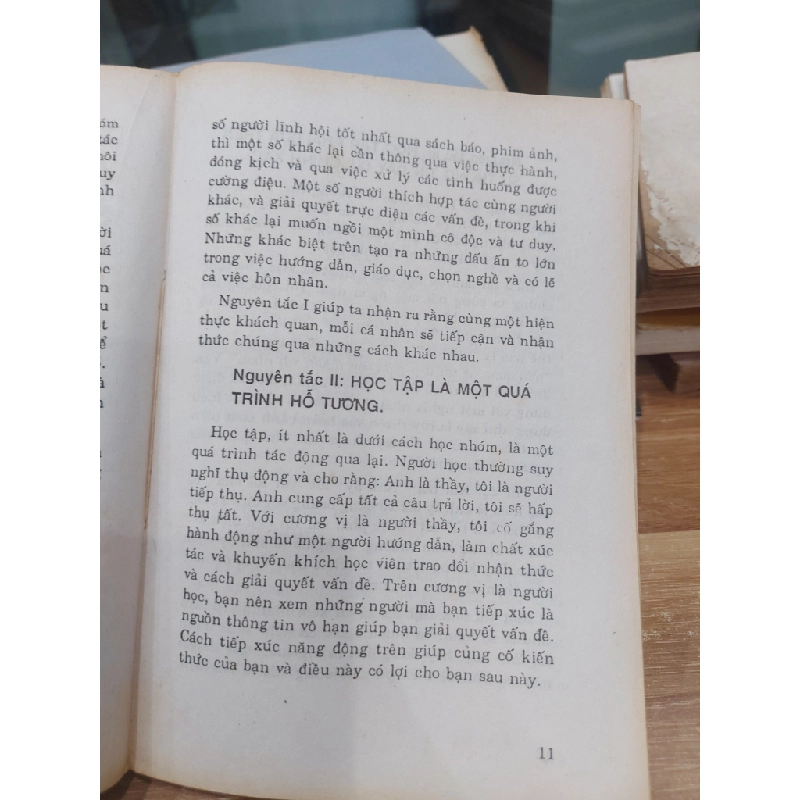 óm
tác
hôi
uy
nh
ời
uá
ọc
ện
ều
ột
ể
.
à
h
số người lĩnh hội tốt nhất qua sách báo, phim ảnh,
thì một số khác lại cần thông qua việc thực hành,
đóng kịch và qua việc xử lý các tình huống được
cường điệu. Một số người thích hợp tác cùng người
khác, và giải quyết trực diện các vấn đề, trong khi
số khác lại muốn ngồi một mình cô độc và tư duy.
Những khác biệt trên tạo ra những dấu ấn to lớn
trong việc hướng dẫn, giáo dục, chọn nghề và có lẽ
cả việc hôn nhân.
Nguyên tắc I giúp ta nhận ra rằng cùng một hiện
thực khách quan, mỗi cá nhân sẽ tiếp cận và nhận
thức chúng qua những cách khác nhau.
Nguyên tắc II: HỌC TẬP LÀ MỘT QUÁ
TRÌNH HỖ TƯƠNG.
Học tập, ít nhất là dưới cách học nhóm, là một
quá trình tác động qua lại. Người học thường suy
nghĩ thụ động và cho rằng: Anh là thầy, tôi là người
tiếp thụ. Anh cung cấp tất cả câu trả lời, tôi sẽ hấp
thụ tất. Với cương vị là người thầy, tôi cố gắng
hành động như một người hướng dẫn, làm chất xúc
tác và khuyến khích học viên trao dổi nhận thức
và cách giải quyết vấn đề. Trên cương vị là người
học, bạn nên xem những người mà bạn tiếp xúc là
nguồn thông tin vô hạn giúp bạn giải quyết vấn đề.
Cách tiếp xúc năng động trên giúp củng cố kiến
thức của bạn và điều này có lợi cho bạn sau này.
11